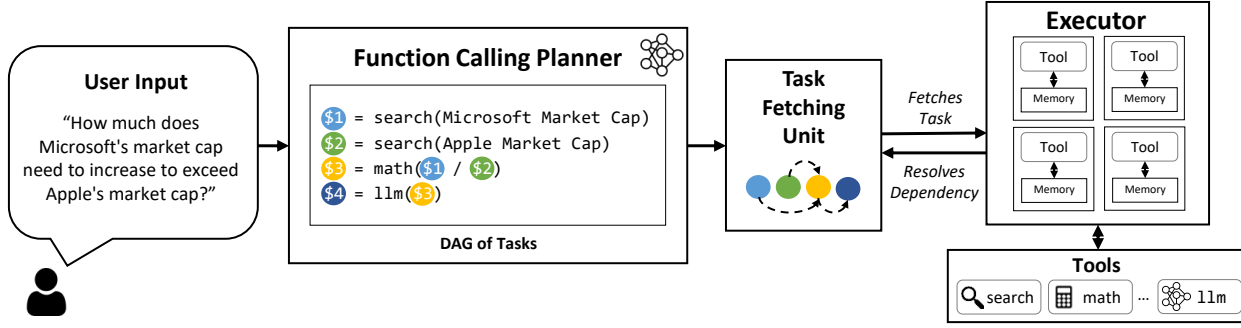 User Input
“How much does
Microsoft's market cap
need to increase to exceed
Apple's market cap?”
Function Calling Planner
$1 = search(Microsoft Market Cap)
$2 = search(Apple Market Cap)
$3 = math($1 / $2)
$4 = llm($3)
DAG of Tasks
Task
Fetching
Unit
Fetches
Task
Resolves
Dependency
Executor
Tool
Memory
Tool
Memory
Tool
Memory
Tool
Memory
Tools
search
math
...
llm